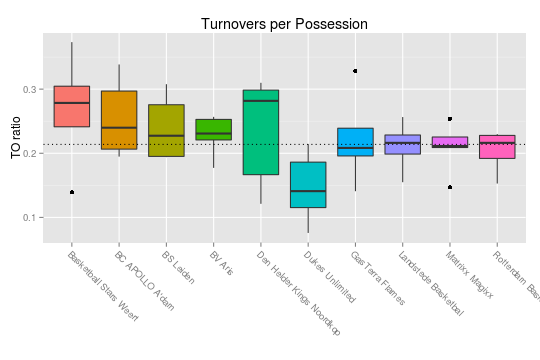 Turnovers per Possession
TO ratio
0.3
0.2
0.1
Basketball Stars Weert
BC APOLLO A'dam
BS Leiden
BV Aris
Den Helder Kings Noordkop
Dukes Unlimited
GasTerra Flames
Landstede Basketbal
Matrixx Magixx
Rotterdam Bas